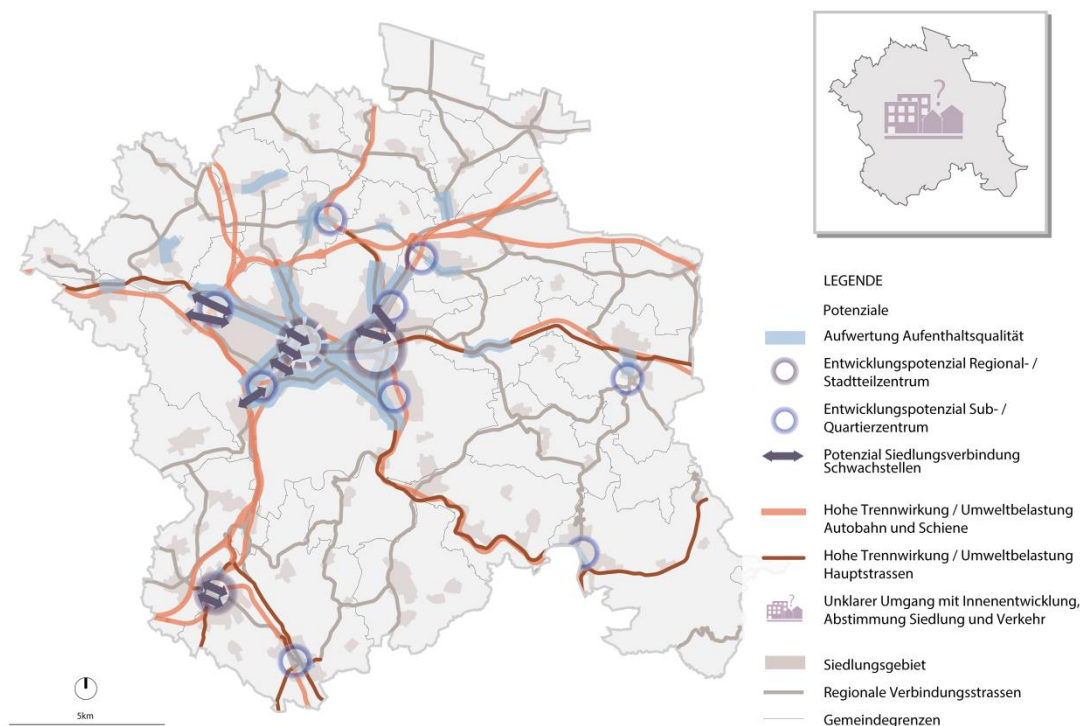 ?
LEGENDE
Potenziale
Aufwertung Aufenthaltsqualität
Entwicklungspotenzial Regional- /
Stadtteilzentrum
Entwicklungspotenzial Sub- /
Quartierzentrum
Potenzial Siedlungsverbindung
Schwachstellen
Hohe Trennwirkung / Umweltbelastung
Autobahn und Schiene
Hohe Trennwirkung / Umweltbelastung
Hauptstrassen
?
Unklarer Umgang mit Innenentwicklung,
Abstimmung Siedlung und Verkehr
Siedlungsgebiet
Regionale Verbindungsstrassen
Gemeindegrenzen
5km